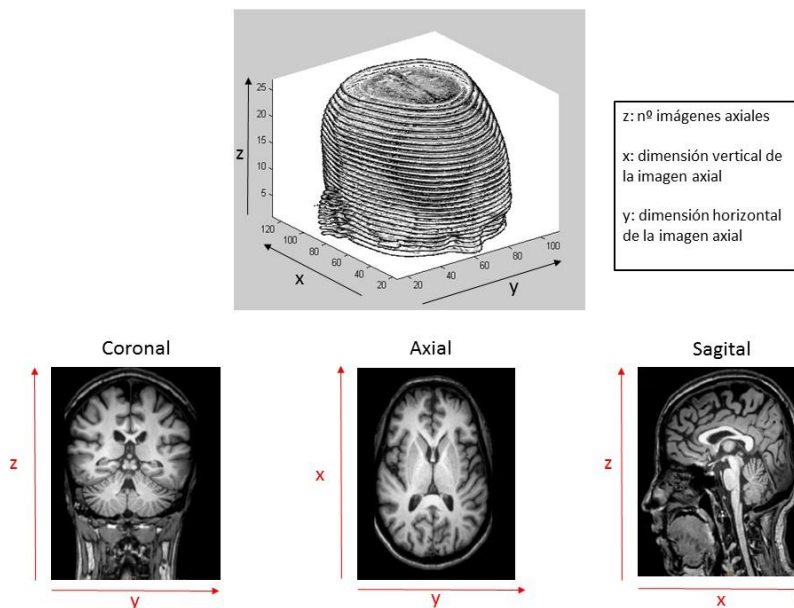 25
20
15
10
5
z
120
100
80
60
40
20
x
20
40
60
80
100
y
z: nº imágenes axiales
x: dimensión vertical de
la imagen axial
y: dimensión horizontal
de la imagen axial
Coronal
Axial
Sagital
z
y
x
y
z
x